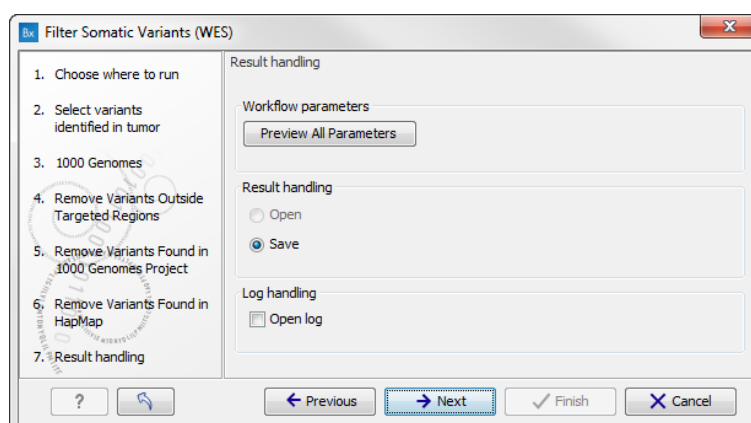 Bx Filter Somatic Variants (WES)
1. Choose where to run
2. Select variants
identified in tumor
3. 1000 Genomes
4. Remove Variants Outside
Targeted Regions
5. Remove Variants Found in
1000 Genomes Project
6. Remove Variants Found in
HapMap
7. Result handling
Result handling
Workflow parameters
Preview All Parameters
Result handling
Open
Save
Log handling
Open log
?
Previous
Next
Finish
Cancel